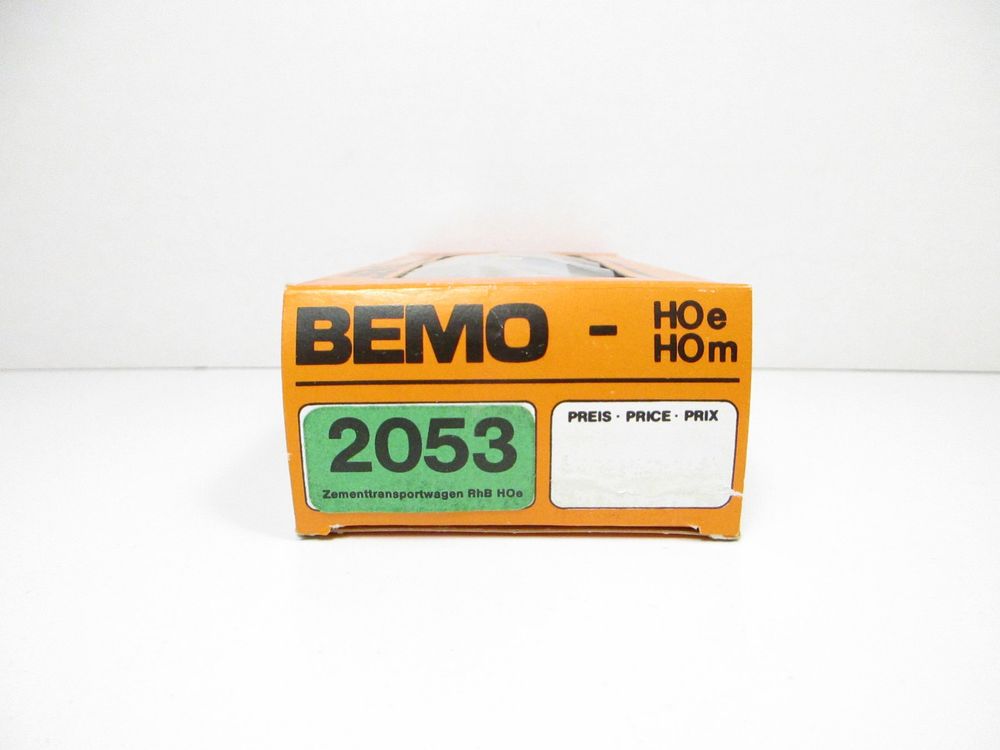 BEMO - HOe
HOm
2053
Zementtransportwagen RhB HOe
PREIS · PRICE · PRIX